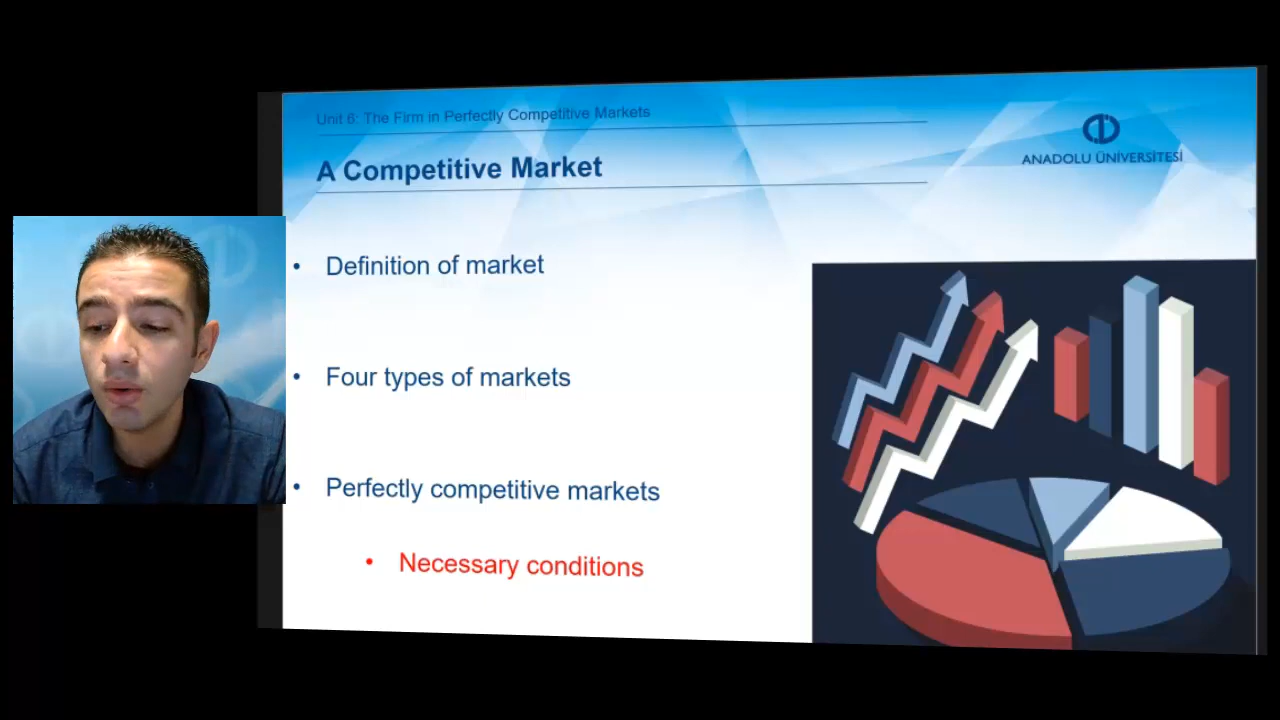 Unit 6: The Firm in Perfectly Competitive Markets
A Competitive Market
ANADOLU ÜNİVERSİTESİ
• Definition of market
• Four types of markets
• Perfectly competitive markets
• Necessary conditions